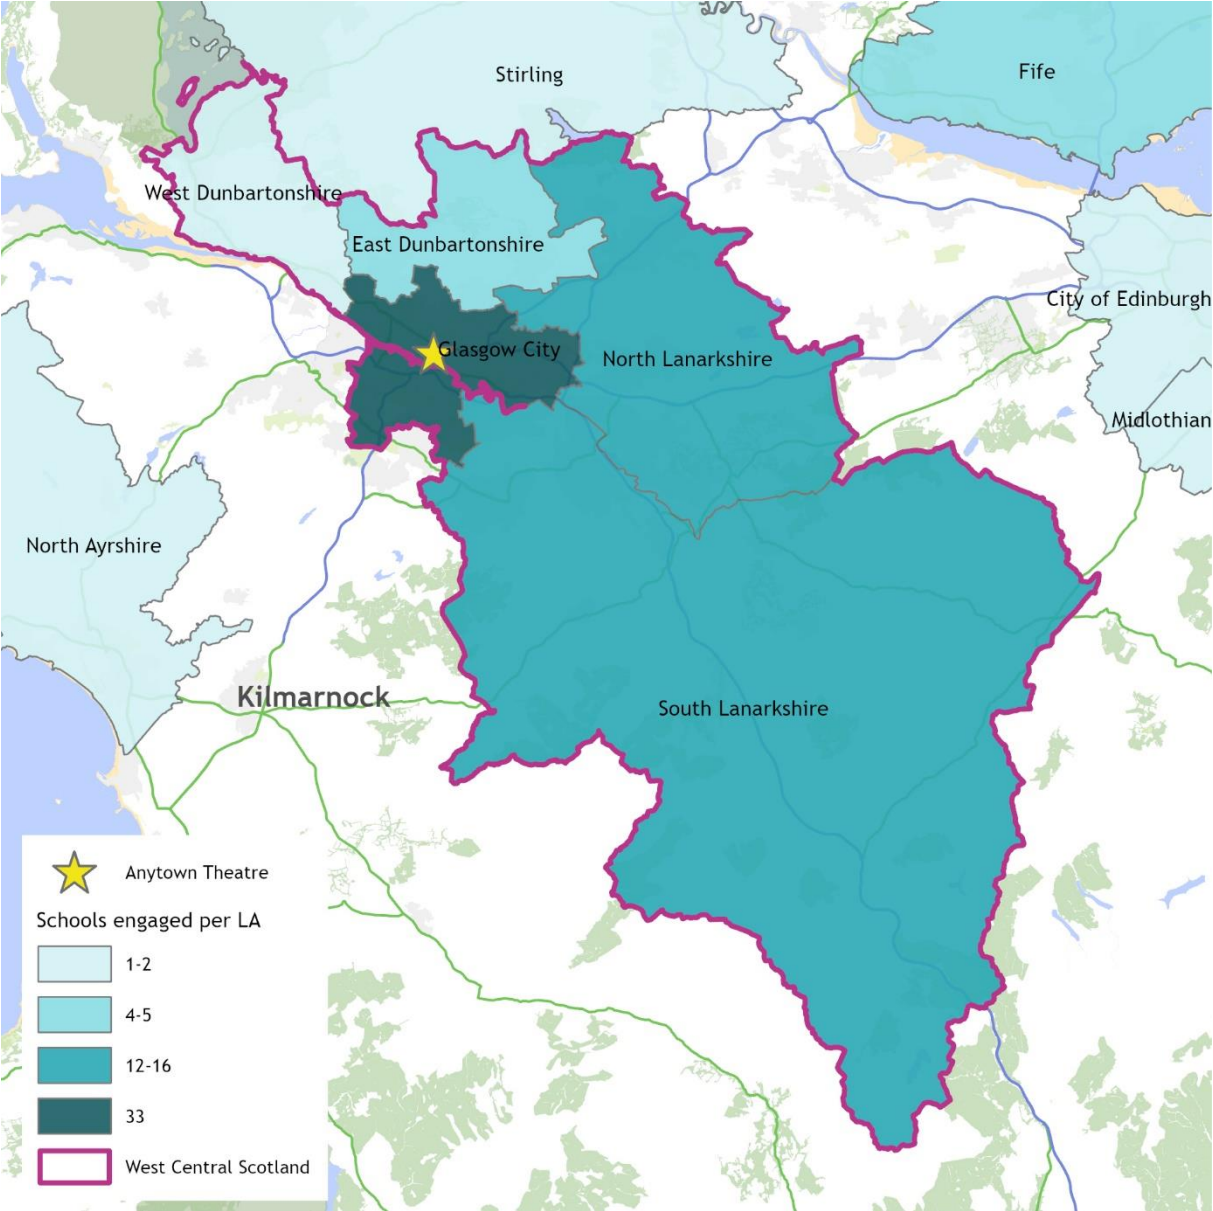 Stirling
Fife
West Dunbartonshire
East Dunbartonshire
City of Edinburgh
Glasgow City
North Lanarkshire
Midlothian
North Ayrshire
Kilmarnock
South Lanarkshire
Anytown Theatre
Schools engaged per LA
1-2
4-5
12-16
33
West Central Scotland